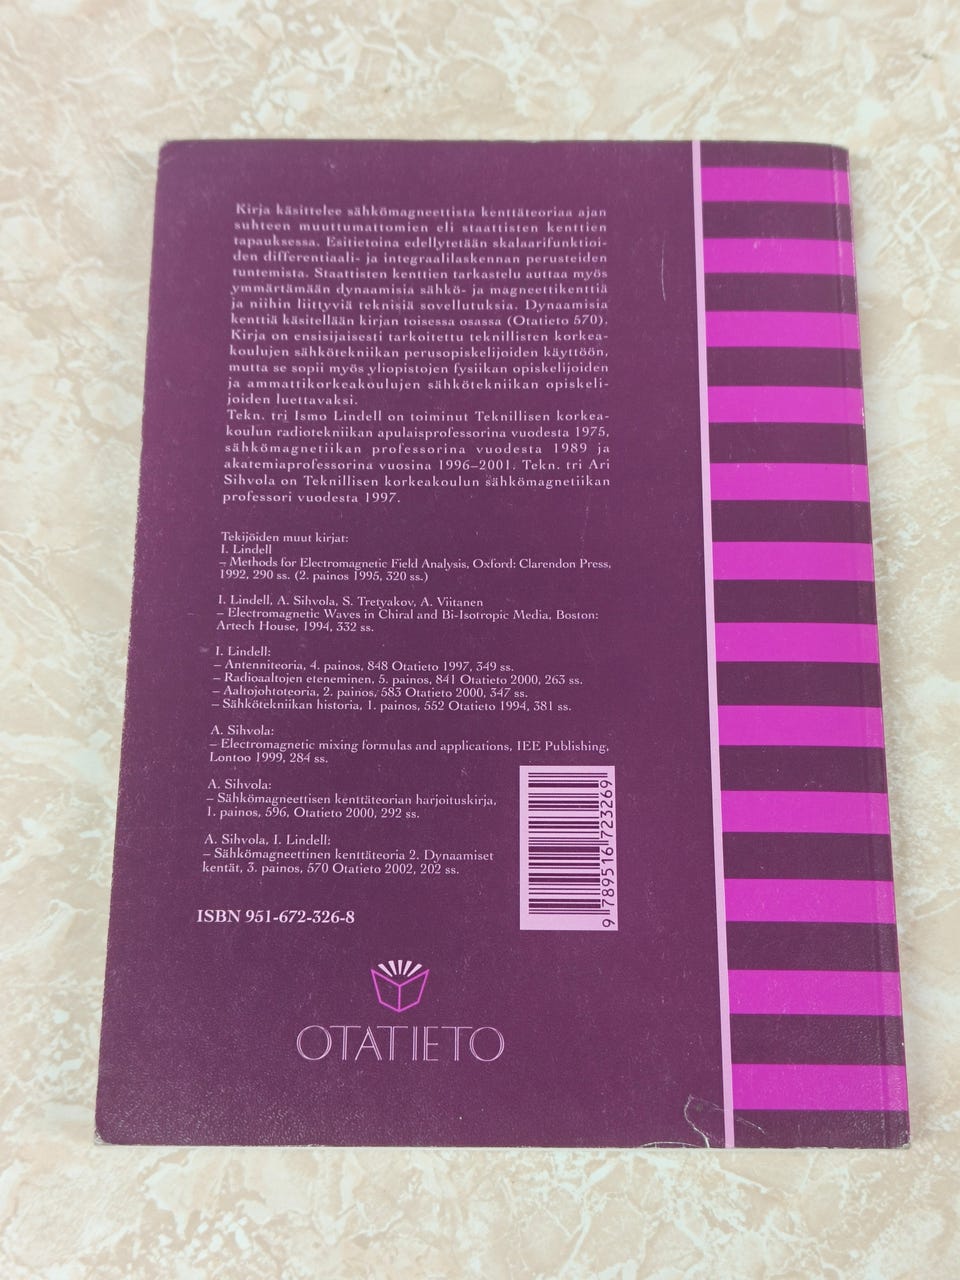 Kirja käsittelee sähkömagneettista kenttäteoriaa ajan
suhteen muuttumattomien eli staattisten kenttien
tapauksessa. Esitietoina edellytetään skalaarifunktioi-
den differentiaali- ja integraalilaskennan perusteiden
tuntemista. Staattisten kenttien tarkastelu auttaa myös
ymmärtämään dynaamisia sähkö- ja magneettikenttiä
ja niihin liittyviä teknisiä sovellutuksia. Dynaamisia
kenttiä käsitellään kirjan toisessa osassa (Otatieto 570).
Kirja on ensisijaisesti tarkoitettu teknillisten korkea-
koulujen sähkötekniikan perusopiskelijoiden käyttöön,
mutta se sopii myös yliopistojen fysiikan opiskelijoiden
ja ammattikorkeakoulujen sähkötekniikan opiskeli-
joiden luettavaksi.
Tekn. tri Ismo Lindell on toiminut Teknillisen korkea-
koulun radiotekniikan apulaisprofessorina vuodesta 1975,
sähkömagnetiikan professorina vuodesta 1989 ja
akatemiaprofessorina vuosina 1996–2001. Tekn. tri Ari
Sihvola on Teknillisen korkeakoulun sähkömagnetiikan
professori vuodesta 1997.
Tekijöiden muut kirjat:
I. Lindell
– Methods for Electromagnetic Field Analysis, Oxford: Clarendon Press,
1992, 290 ss. (2. painos 1995, 320 ss.)
I. Lindell, A. Sihvola, S. Tretyakov, A. Viitanen
– Electromagnetic Waves in Chiral and Bi-Isotropic Media, Boston:
Artech House, 1994, 332 ss.
I. Lindell:
– Antenniteoria, 4. painos, 848 Otatieto 1997, 349 ss.
– Radioaaltojen eteneminen, 5. painos, 841 Otatieto 2000, 263 ss.
– Aaltojohtoteoria, 2. painos, 583 Otatieto 2000, 347 ss.
– Sähkötekniikan historia, 1. painos, 552 Otatieto 1994, 381 ss.
A. Sihvola:
– Electromagnetic mixing formulas and applications, IEE Publishing,
Lontoo 1999, 284 ss.
A. Sihvola:
– Sähkömagneettisen kenttäteorian harjoituskirja,
1. painos, 596, Otatieto 2000, 292 ss.
A. Sihvola, I. Lindell:
– Sähkömagneettinen kenttäteoria 2. Dynaamiset
kentät, 3. painos, 570 Otatieto 2002, 202 ss.
9 789516 723269
ISBN 951-672-326-8
OTATIETO